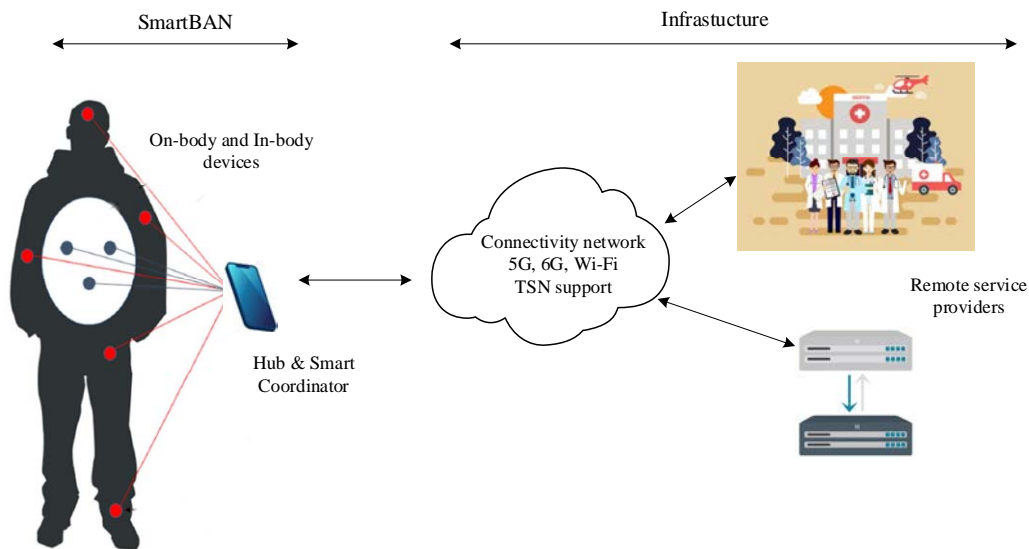 SmartBAN
Infrastucture
On-body and In-body
devices
Hub & Smart
Coordinator
Connectivity network
5G, 6G, Wi-Fi
TSN support
Remote service
providers